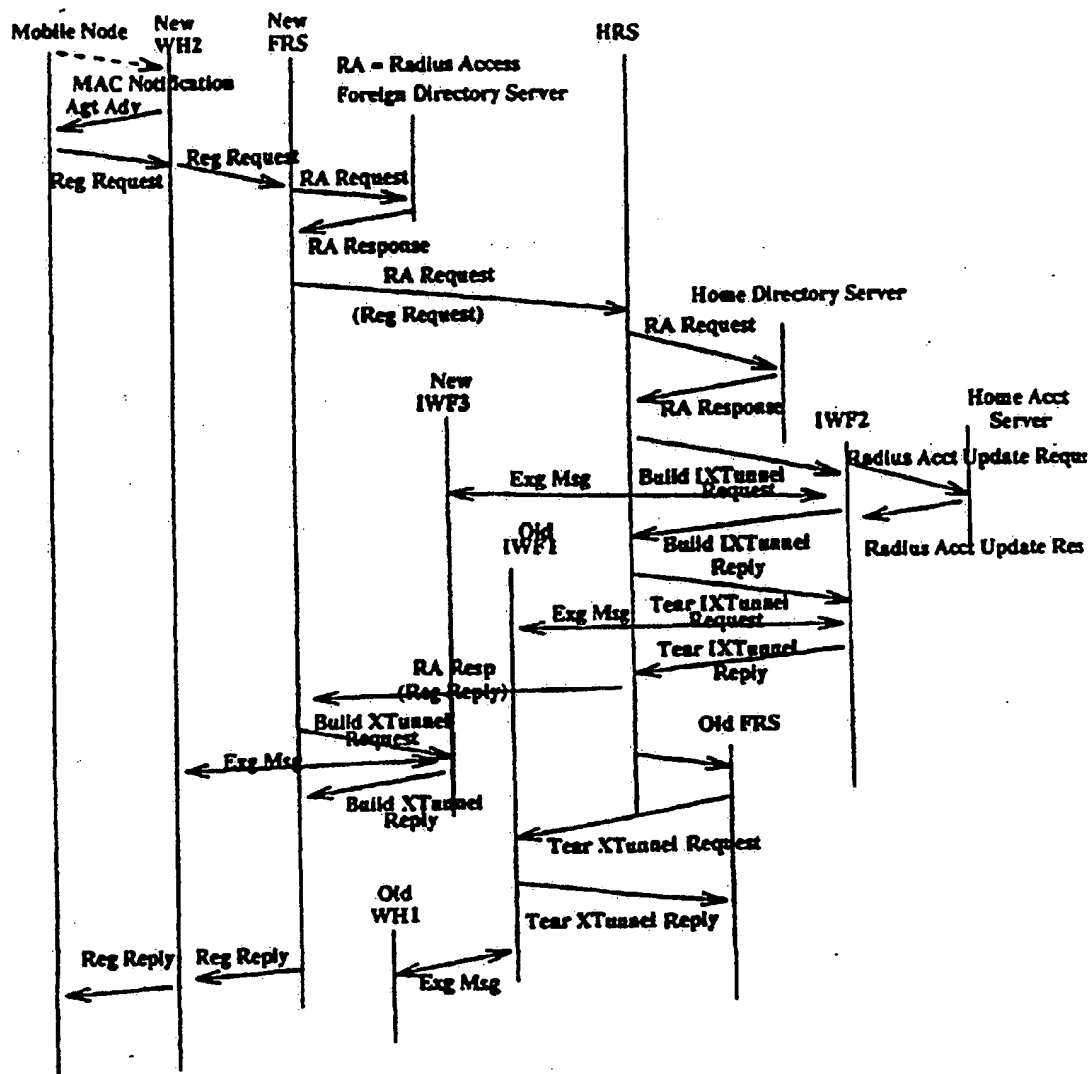 Mobile Node
New
WH2
New
FRS
HRS
RA = Radius Access
Foreign Directory Server
MAC Notification
Agt Adv
Reg Request
Reg Request
RA Request
RA Response
RA Request
(Reg Request)
Home Directory Server
RA Request
RA Response
New
IWF3
IWF2
Home Acct
Server
Radius Acct Update Requ
Exg Msg
Build IXTunnel
Request
Old
IWF1
Build IXTunnel
Reply
Radius Acct Update Res
Exg Msg
Tear IXTunnel
Request
Tear IXTunnel
Reply
RA Resp
(Reg Reply)
Build XTunnel
Request
Old FRS
Exg Msg
Build XTunnel
Reply
Tear XTunnel Request
Old
WH1
Tear XTunnel Reply
Reg Reply
Reg Reply
Exg Msg